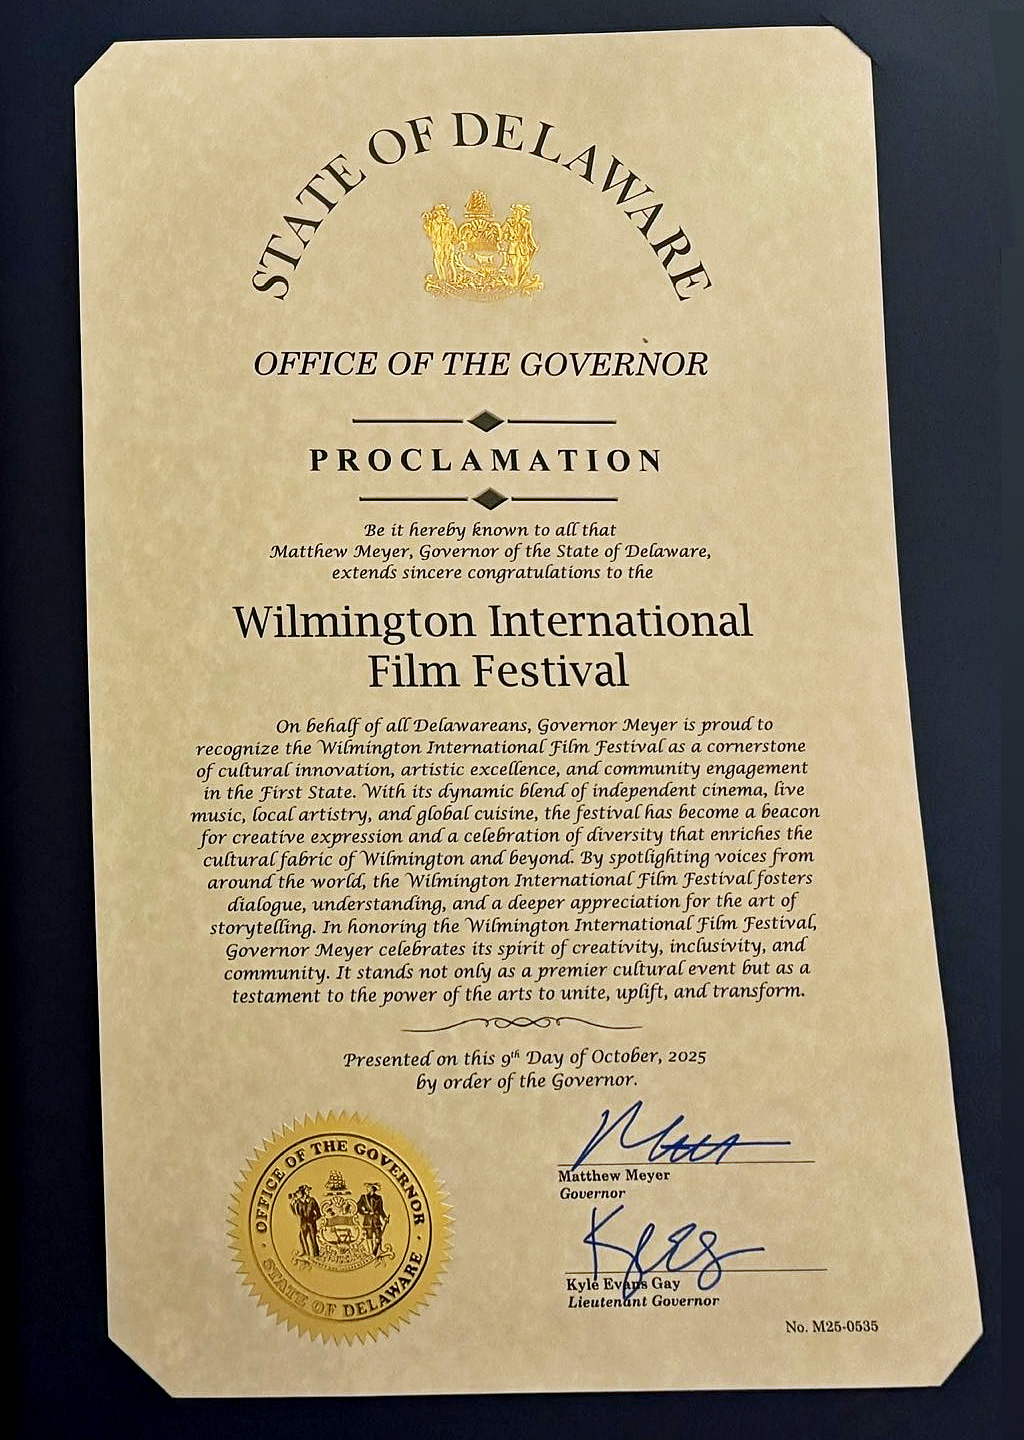 STATE OF DELAWARE
OFFICE OF THE GOVERNOR
PROCLAMATION
Be it hereby known to all that
Matthew Meyer, Governor of the State of Delaware,
extends sincere congratulations to the
Wilmington International
Film Festival
On behalf of all Delawareans, Governor Meyer is proud to
recognize the Wilmington International Film Festival as a cornerstone
of cultural innovation, artistic excellence, and community engagement
in the First State. With its dynamic blend of independent cinema, live
music, local artistry, and global cuisine, the festival has become a beacon
for creative expression and a celebration of diversity that enriches the
cultural fabric of Wilmington and beyond. By spotlighting voices from
around the world, the Wilmington International Film Festival fosters
dialogue, understanding, and a deeper appreciation for the art of
storytelling. In honoring the Wilmington International Film Festival,
Governor Meyer celebrates its spirit of creativity, inclusivity, and
community. It stands not only as a premier cultural event but as a
testament to the power of the arts to unite, uplift, and transform.
Presented on this 9th Day of October, 2025
by order of the Governor.
OFFICE OF THE GOVERNOR
STATE OF DELAWARE
Matthew Meyer
Governor
Kyle Evans Gay
Lieutenant Governor
No. M25-0535